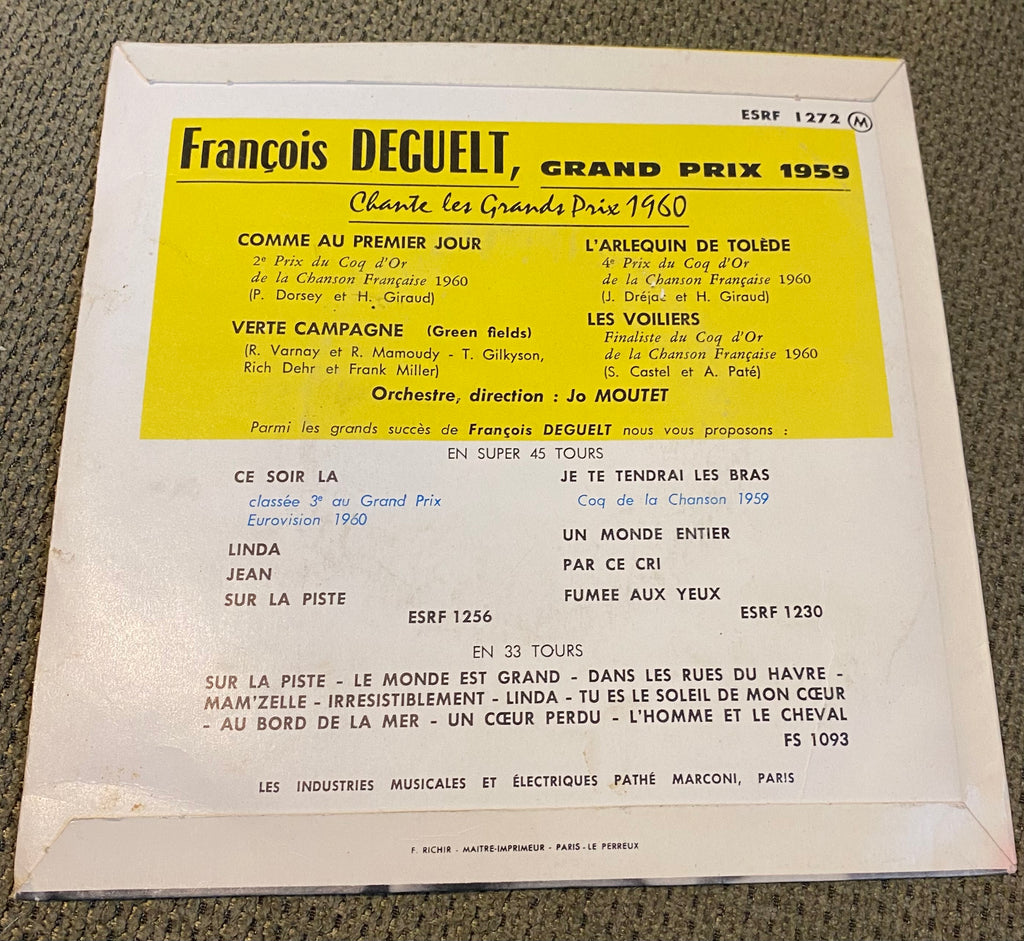 ESRF 1272 M
François DEGUELT, GRAND PRIX 1959
Chante les Grands Prix 1960
COMME AU PREMIER JOUR
2e Prix du Coq d'Or
de la Chanson Française 1960
(P. Dorsey et H. Giraud)
VERTE CAMPAGNE (Green fields)
(R. Varnay et R. Mamoudy - T. Gilkyson,
Rich Dehr et Frank Miller)
L'ARLEQUIN DE TOLÈDE
4e Prix du Coq d'Or
de la Chanson Française 1960
(J. Dréjac et H. Giraud)
LES VOILIERS
Finaliste du Coq d'Or
de la Chanson Française 1960
(S. Castel et A. Paté)
Orchestre, direction : Jo MOUTET
Parmi les grands succès de François DEGUELT nous vous proposons :
EN SUPER 45 TOURS
CE SOIR LA
classée 3e au Grand Prix
Eurovision 1960
LINDA
JEAN
SUR LA PISTE
ESRF 1256
JE TE TENDRAI LES BRAS
Coq de la Chanson 1959
UN MONDE ENTIER
PAR CE CRI
FUMEE AUX YEUX
ESRF 1230
EN 33 TOURS
SUR LA PISTE - LE MONDE EST GRAND - DANS LES RUES DU HAVRE -
MAM'ZELLE - IRRESISTIBLEMENT - LINDA - TU ES LE SOLEIL DE MON CŒUR
- AU BORD DE LA MER - UN CŒUR PERDU - L'HOMME ET LE CHEVAL
FS 1093
LES INDUSTRIES MUSICALES ET ÉLECTRIQUES PATHÉ MARCONI, PARIS
F. RICHIR - MAITRE-IMPRIMEUR - PARIS - LE PERREUX